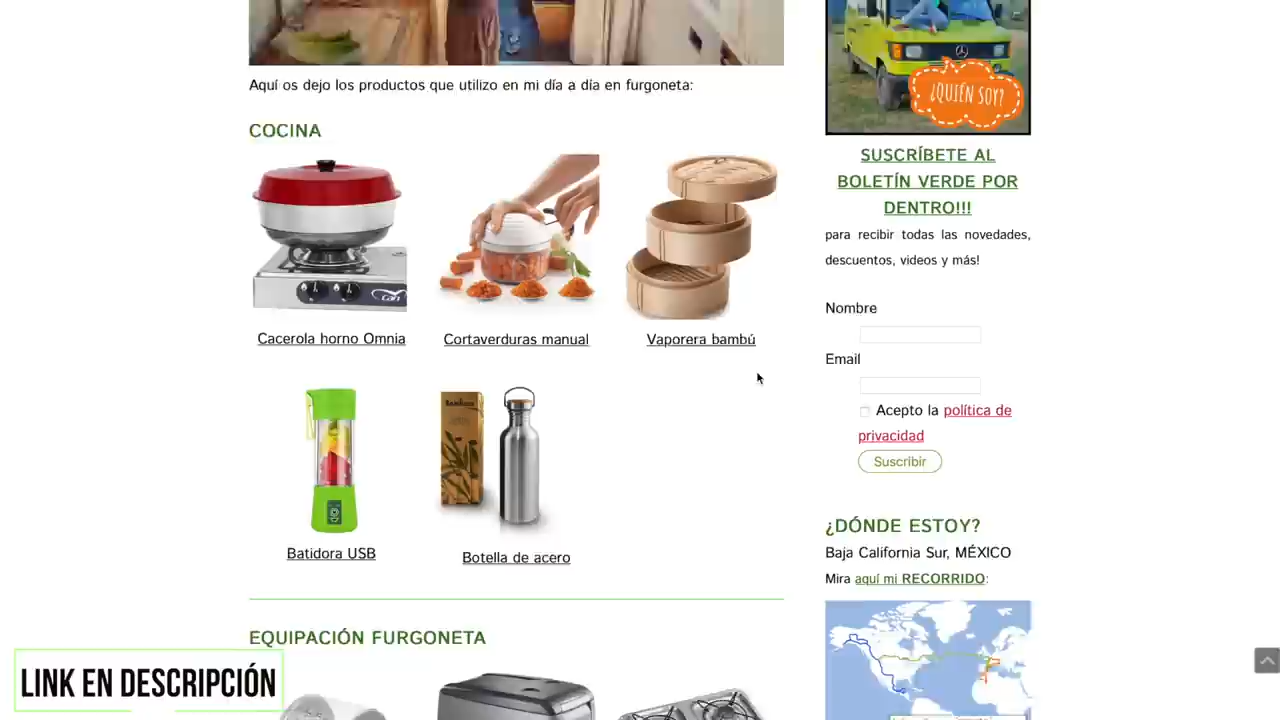 Aquí os dejo los productos que utilizo en mi día a día en furgoneta:
COCINA
Cacerola horno Omnia
Cortaverduras manual
Vaporera bambú
Batidora USB
Botella de acero
EQUIPACIÓN FURGONETA
¿QUIÉN SOY?
SUSCRÍBETE AL
BOLETÍN VERDE POR
DENTRO!!!
para recibir todas las novedades,
descuentos, videos y más!
Nombre
Email
Acepto la política de
privacidad
Suscribir
¿DÓNDE ESTOY?
Baja California Sur, MÉXICO
Mira aquí mi RECORRIDO:
LINK EN DESCRIPCIÓN